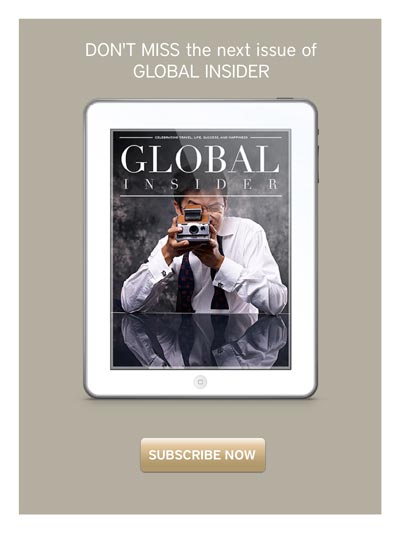 DON'T MISS the next issue of
GLOBAL INSIDER
CELEBRATING TRAVEL, LIFE, SUCCESS, AND HAPPINESS
GLOBAL
INSIDER
SUBSCRIBE NOW